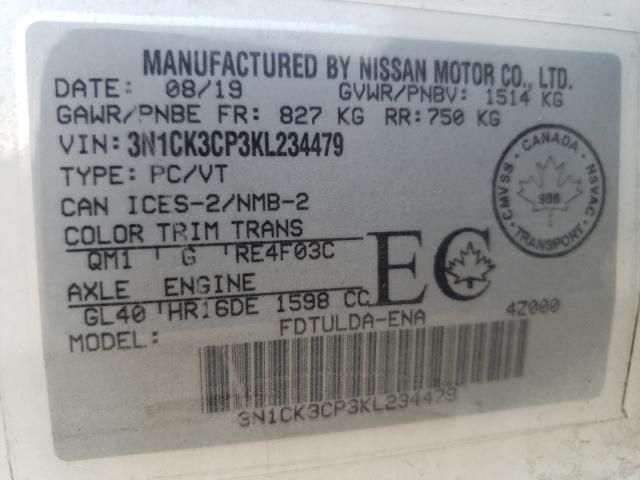 MANUFACTURED BY NISSAN MOTOR CO., LTD.
DATE: 08/19 GVWR/PNBV: 1514 KG
GAWR/PNBE FR: 827 KG RR: 750 KG
VIN: 3N1CK3CP3KL234479
TYPE: PC/VT
CAN ICES-2/NMB-2
COLOR TRIM TRANS
QM1 G RE4F03C
AXLE ENGINE
GL40 HR16DE 1598 CC
MODEL: FDTULDA-ENA 4Z000
3N1CK3CP3KL234479
EC
CANADA
CMVSS NSVAC
986
TRANSPORT